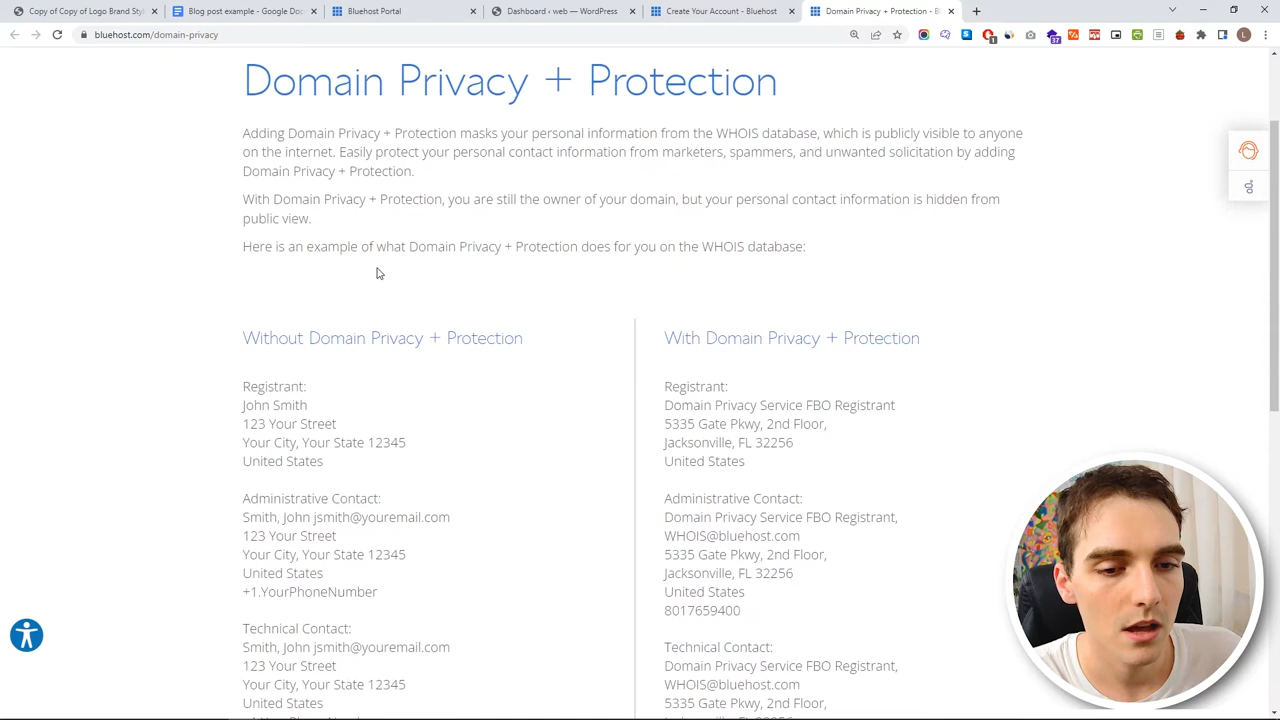 Copy of Copy of Logo Brand Styl
Blog post example - Google Doc
Bluehost Portal
Dashboard ‹ web — WordPress
Create Your Account - Bluehost
Domain Privacy + Protection - Bl
bluehost.com/domain-privacy
1
37
L
Domain Privacy + Protection
Adding Domain Privacy + Protection masks your personal information from the WHOIS database, which is publicly visible to anyone
on the internet. Easily protect your personal contact information from marketers, spammers, and unwanted solicitation by adding
Domain Privacy + Protection.
With Domain Privacy + Protection, you are still the owner of your domain, but your personal contact information is hidden from
public view.
Here is an example of what Domain Privacy + Protection does for you on the WHOIS database:
Without Domain Privacy + Protection
Registrant:
John Smith
123 Your Street
Your City, Your State 12345
United States
Administrative Contact:
Smith, John jsmith@youremail.com
123 Your Street
Your City, Your State 12345
United States
+1.YourPhoneNumber
Technical Contact:
Smith, John jsmith@youremail.com
123 Your Street
Your City, Your State 12345
United States
With Domain Privacy + Protection
Registrant:
Domain Privacy Service FBO Registrant
5335 Gate Pkwy, 2nd Floor,
Jacksonville, FL 32256
United States
Administrative Contact:
Domain Privacy Service FBO Registrant,
WHOIS@bluehost.com
5335 Gate Pkwy, 2nd Floor,
Jacksonville, FL 32256
United States
8017659400
Technical Contact:
Domain Privacy Service FBO Registrant,
WHOIS@bluehost.com
5335 Gate Pkwy, 2nd Floor,